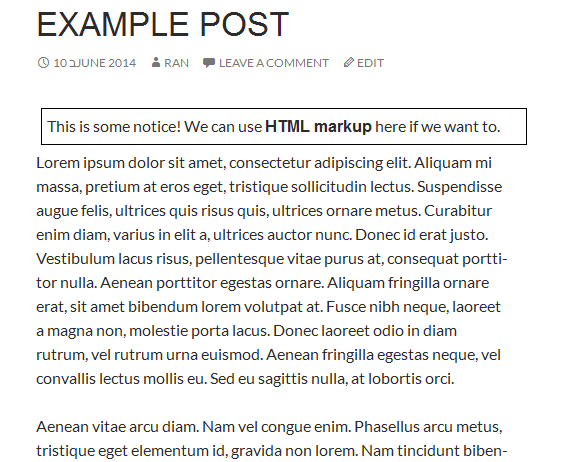 EXAMPLE POST
10 בJUNE 2014 RAN LEAVE A COMMENT EDIT
This is some notice! We can use HTML markup here if we want to.
Lorem ipsum dolor sit amet, consectetur adipiscing elit. Aliquam mi
massa, pretium at eros eget, tristique sollicitudin lectus. Suspendisse
augue felis, ultrices quis risus quis, ultrices ornare metus. Curabitur
enim diam, varius in elit a, ultrices auctor nunc. Donec id erat justo.
Vestibulum lacus risus, pellentesque vitae purus at, consequat portti-
tor nulla. Aenean porttitor egestas ornare. Aliquam fringilla ornare
erat, sit amet bibendum lorem volutpat at. Fusce nibh neque, laoreet
a magna non, molestie porta lacus. Donec laoreet odio in diam
rutrum, vel rutrum urna euismod. Aenean fringilla egestas neque, vel
convallis lectus mollis eu. Sed eu sagittis nulla, at lobortis orci.
Aenean vitae arcu diam. Nam vel congue enim. Phasellus arcu metus,
tristique eget elementum id, gravida non lorem. Nam tincidunt biben-